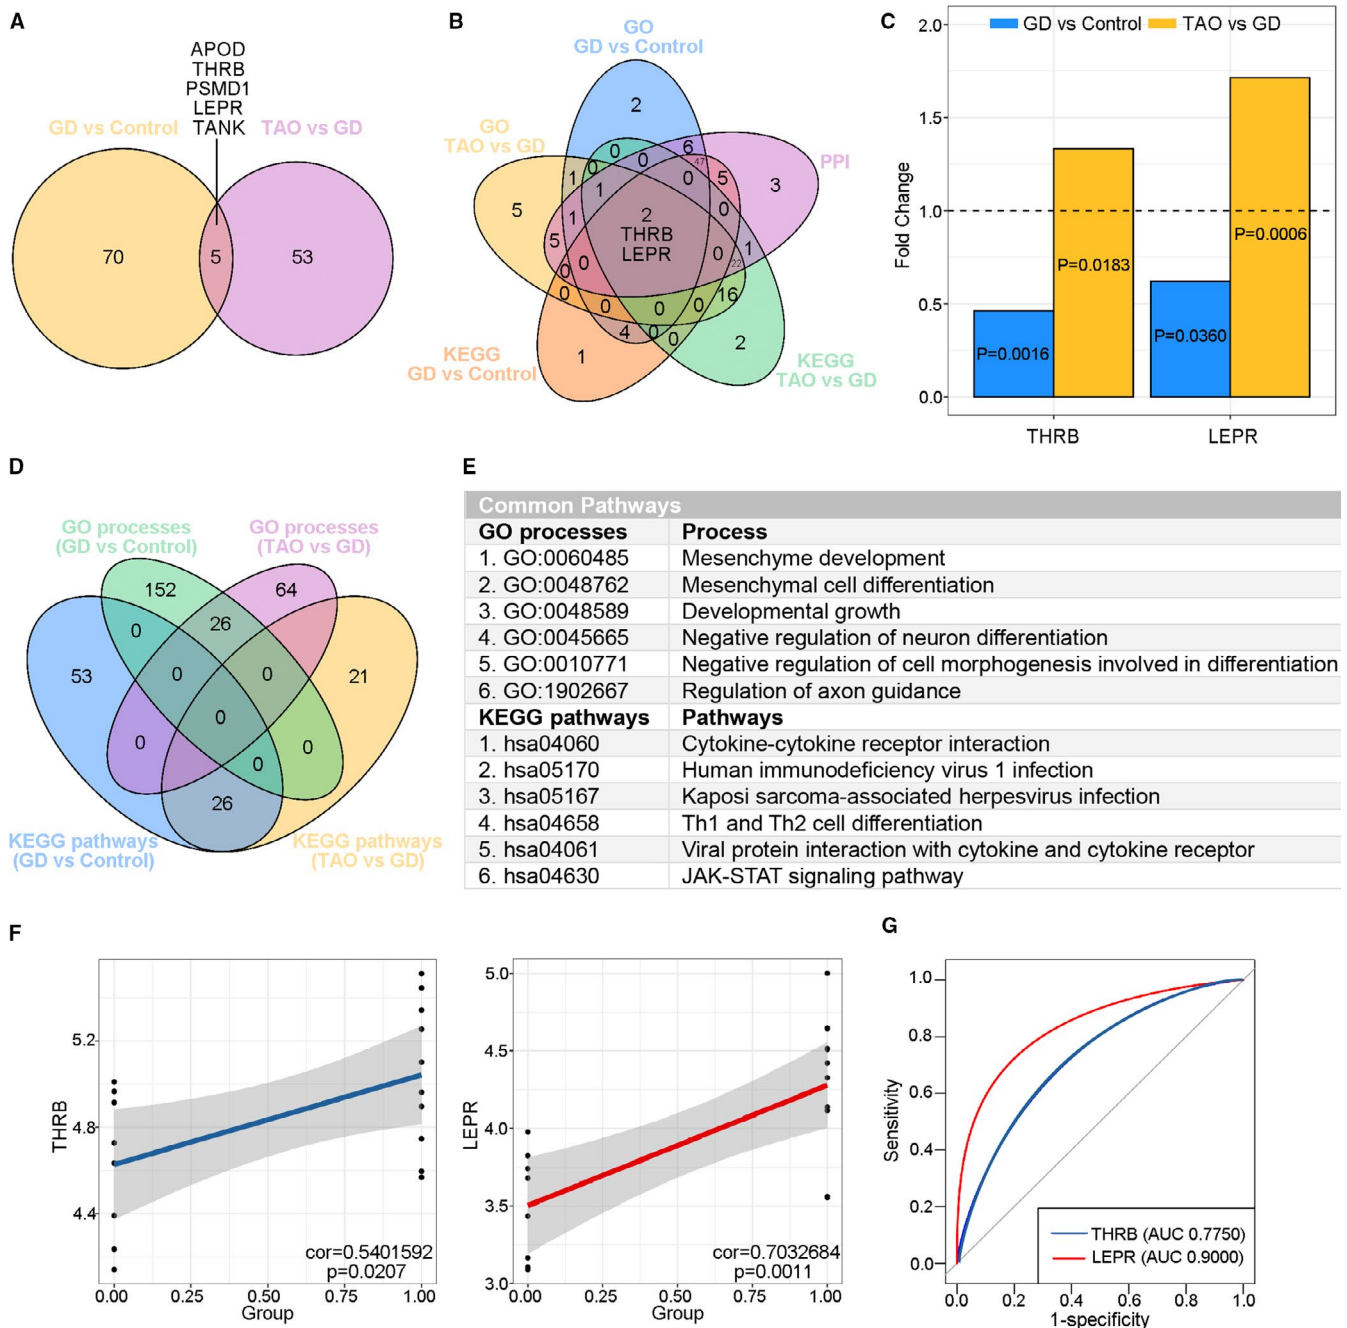 A
APOD
THRB
PSMD1
LEPR
TANK
GD vs Control
TAO vs GD
70
5
53
B
GO
GD vs Control
GO
TAO vs GD
PPI
KEGG
GD vs Control
KEGG
TAO vs GD
2
6
47
5
3
0
0
0
1
0
1
0
5
1
2
THRB
LEPR
0
1
5
0
22
0
0
16
0
0
0
0
4
0
0
1
2
C
GD vs Control
TAO vs GD
Fold Change
2.0
1.5
1.0
0.5
0.0
P=0.0016
P=0.0183
P=0.0360
P=0.0006
THRB
LEPR
D
GO processes
(GD vs Control)
GO processes
(TAO vs GD)
152
64
0
26
53
0
0
21
0
0
0
0
26
KEGG pathways
(GD vs Control)
KEGG pathways
(TAO vs GD)
E
Common Pathways
GO processes Process
1. GO:0060485 Mesenchyme development
2. GO:0048762 Mesenchymal cell differentiation
3. GO:0048589 Developmental growth
4. GO:0045665 Negative regulation of neuron differentiation
5. GO:0010771 Negative regulation of cell morphogenesis involved in differentiation
6. GO:1902667 Regulation of axon guidance
KEGG pathways Pathways
1. hsa04060 Cytokine-cytokine receptor interaction
2. hsa05170 Human immunodeficiency virus 1 infection
3. hsa05167 Kaposi sarcoma-associated herpesvirus infection
4. hsa04658 Th1 and Th2 cell differentiation
5. hsa04061 Viral protein interaction with cytokine and cytokine receptor
6. hsa04630 JAK-STAT signaling pathway
F
THRB
5.2
4.8
4.4
cor=0.5401592
p=0.0207
0.00 0.25 0.50 0.75 1.00
Group
LEPR
5.0
4.5
4.0
3.5
3.0
cor=0.7032684
p=0.0011
0.00 0.25 0.50 0.75 1.00
Group
G
Sensitivity
1.0
0.8
0.6
0.4
0.2
0.0
THRB (AUC 0.7750)
LEPR (AUC 0.9000)
0.0 0.2 0.4 0.6 0.8 1.0
1-specificity